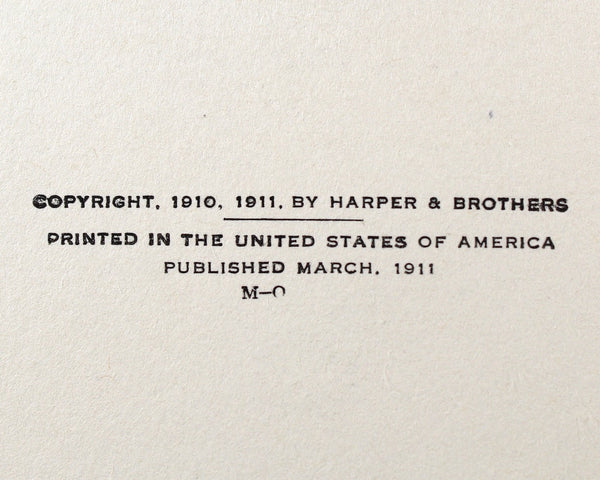 COPYRIGHT, 1910, 1911, BY HARPER & BROTHERS
PRINTED IN THE UNITED STATES OF AMERICA
PUBLISHED MARCH, 1911
M–O